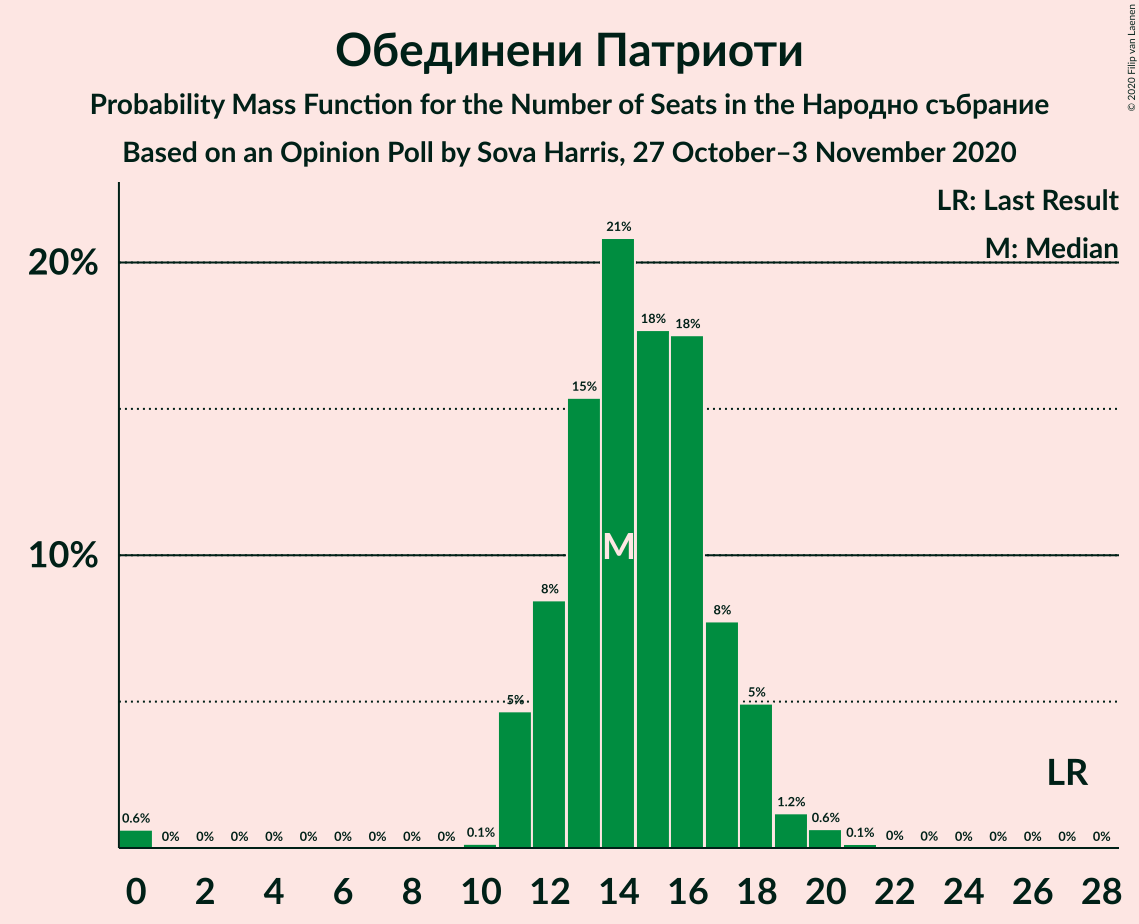 Обединени Патриоти
Probability Mass Function for the Number of Seats in the Народно събрание
Based on an Opinion Poll by Sova Harris, 27 October–3 November 2020
© 2020 Filip van Laenen
LR: Last Result
M: Median
20%
10%
0.6% 0% 0% 0% 0% 0% 0% 0% 0% 0% 0.1% 5% 8% 15% 21% 18% 18% 8% 5% 1.2% 0.6% 0.1% 0% 0% 0% 0% 0% 0% 0%
M
LR
0 2 4 6 8 10 12 14 16 18 20 22 24 26 28